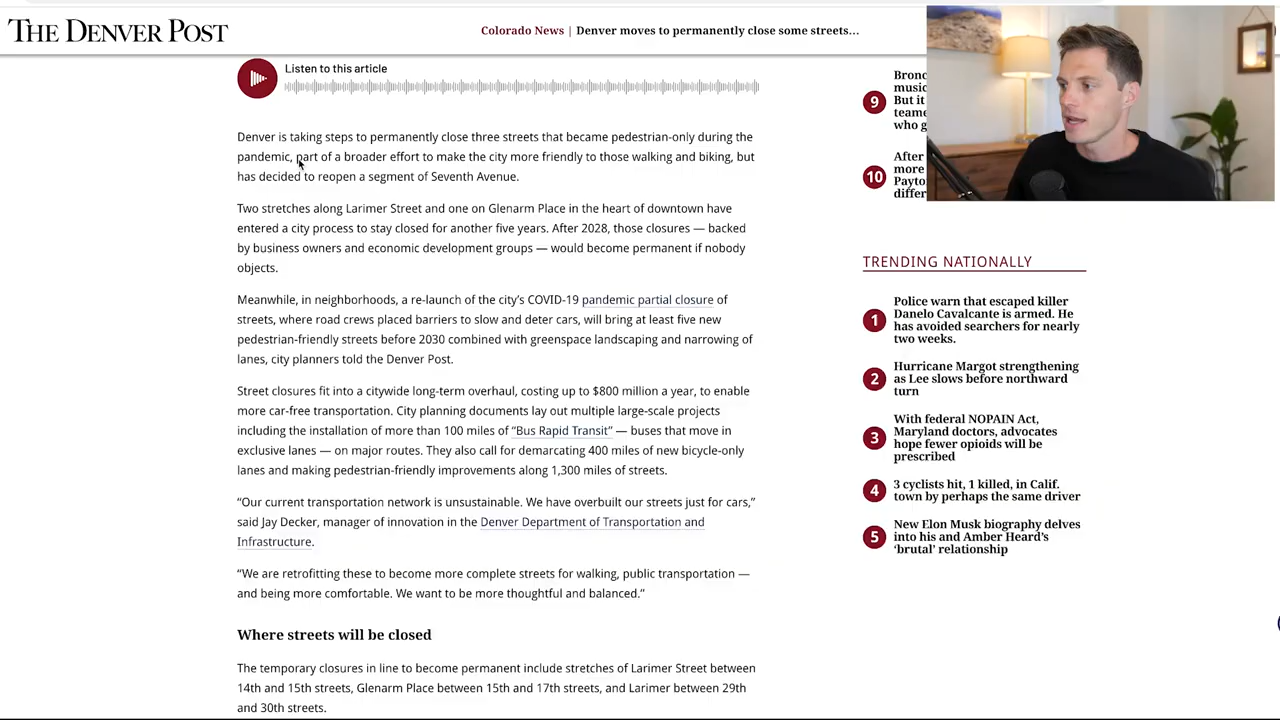 THE DENVER POST
Colorado News | Denver moves to permanently close some streets...
Listen to this article
Denver is taking steps to permanently close three streets that became pedestrian-only during the
pandemic, part of a broader effort to make the city more friendly to those walking and biking, but
has decided to reopen a segment of Seventh Avenue.
Two stretches along Larimer Street and one on Glenarm Place in the heart of downtown have
entered a city process to stay closed for another five years. After 2028, those closures — backed
by business owners and economic development groups — would become permanent if nobody
objects.
Meanwhile, in neighborhoods, a re-launch of the city’s COVID-19 pandemic partial closure of
streets, where road crews placed barriers to slow and deter cars, will bring at least five new
pedestrian-friendly streets before 2030 combined with greenspace landscaping and narrowing of
lanes, city planners told the Denver Post.
Street closures fit into a citywide long-term overhaul, costing up to $800 million a year, to enable
more car-free transportation. City planning documents lay out multiple large-scale projects
including the installation of more than 100 miles of “Bus Rapid Transit” — buses that move in
exclusive lanes — on major routes. They also call for demarcating 400 miles of new bicycle-only
lanes and making pedestrian-friendly improvements along 1,300 miles of streets.
“Our current transportation network is unsustainable. We have overbuilt our streets just for cars,”
said Jay Decker, manager of innovation in the Denver Department of Transportation and
Infrastructure.
“We are retrofitting these to become more complete streets for walking, public transportation —
and being more comfortable. We want to be more thoughtful and balanced.”
Where streets will be closed
The temporary closures in line to become permanent include stretches of Larimer Street between
14th and 15th streets, Glenarm Place between 15th and 17th streets, and Larimer between 29th
and 30th streets.
9
Bronc
music
But it
teame
who g
10
After
more
Payto
differ
TRENDING NATIONALLY
1
Police warn that escaped killer
Danelo Cavalcante is armed. He
has avoided searchers for nearly
two weeks.
2
Hurricane Margot strengthening
as Lee slows before northward
turn
3
With federal NOPAIN Act,
Maryland doctors, advocates
hope fewer opioids will be
prescribed
4
3 cyclists hit, 1 killed, in Calif.
town by perhaps the same driver
5
New Elon Musk biography delves
into his and Amber Heard’s
‘brutal’ relationship